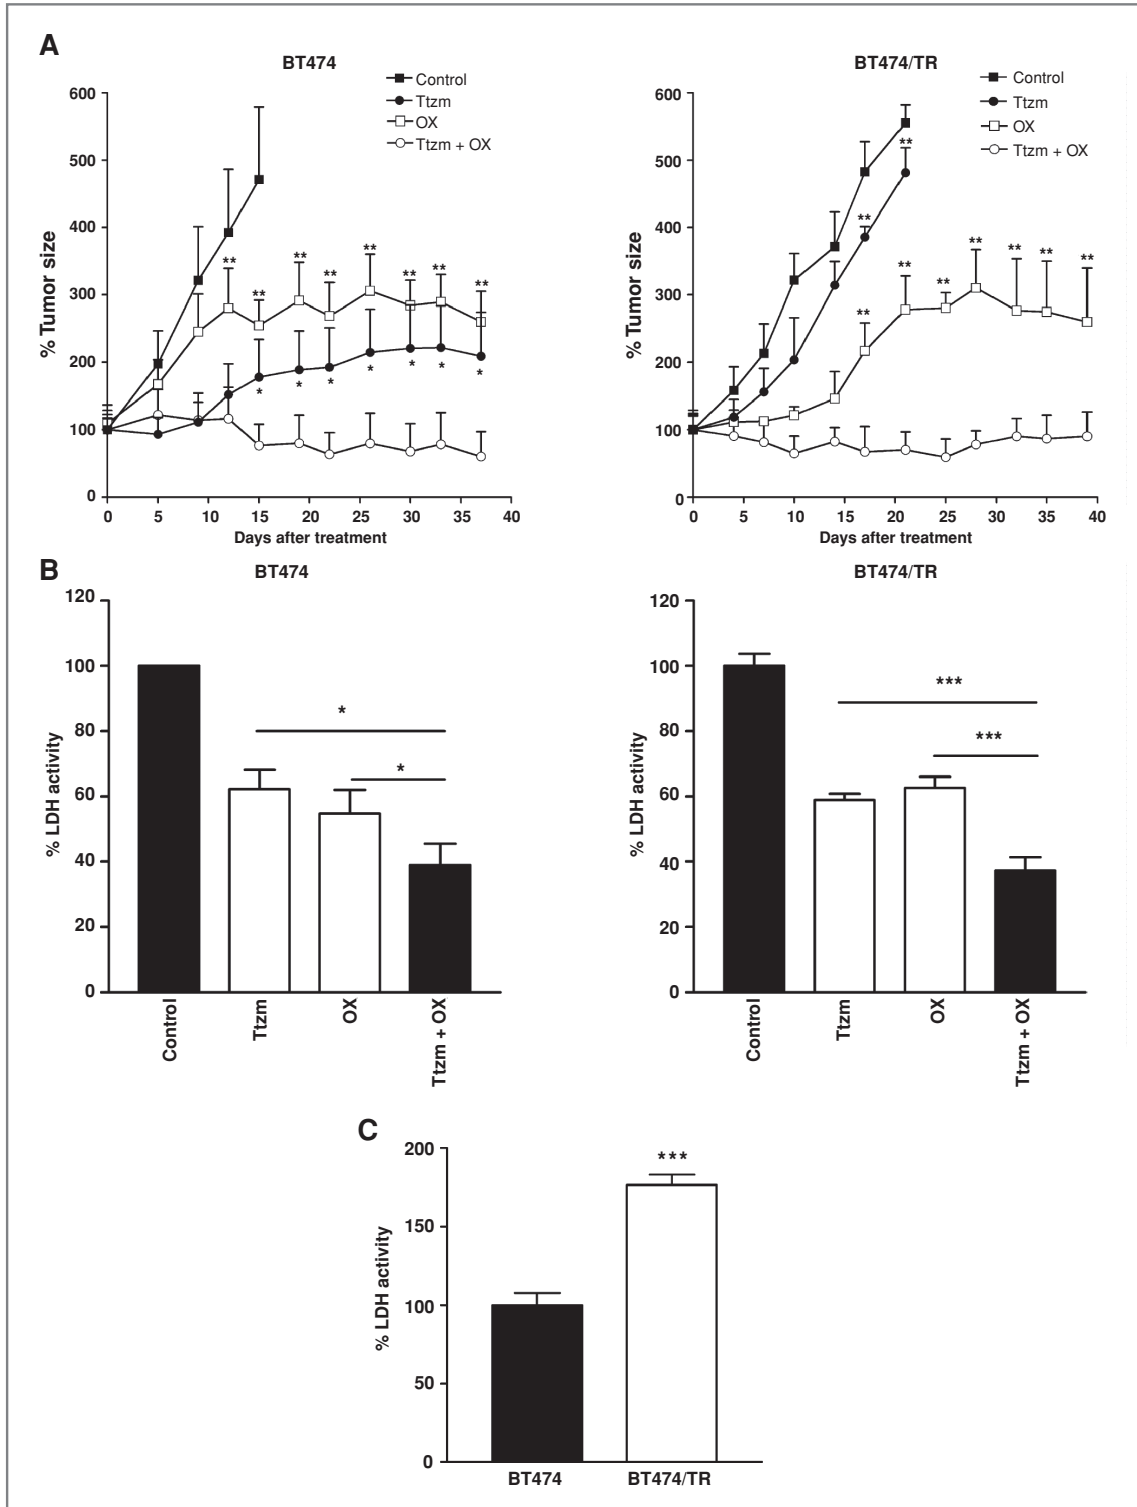 A
BT474
Control
Ttzm
OX
Ttzm + OX
% Tumor size
600
500
400
300
200
100
0
** ** ** ** ** ** ** **
* * * * * * *
0 5 10 15 20 25 30 35 40
Days after treatment
BT474/TR
Control
Ttzm
OX
Ttzm + OX
% Tumor size
600
500
400
300
200
100
0
** **
** ** ** ** ** ** **
0 5 10 15 20 25 30 35 40
Days after treatment
B
BT474
% LDH activity
120
100
80
60
40
20
0
*
*
Control
Ttzm
OX
Ttzm + OX
BT474/TR
% LDH activity
120
100
80
60
40
20
0
***
***
Control
Ttzm
OX
Ttzm + OX
C
% LDH activity
200
150
100
50
0
***
BT474 BT474/TR